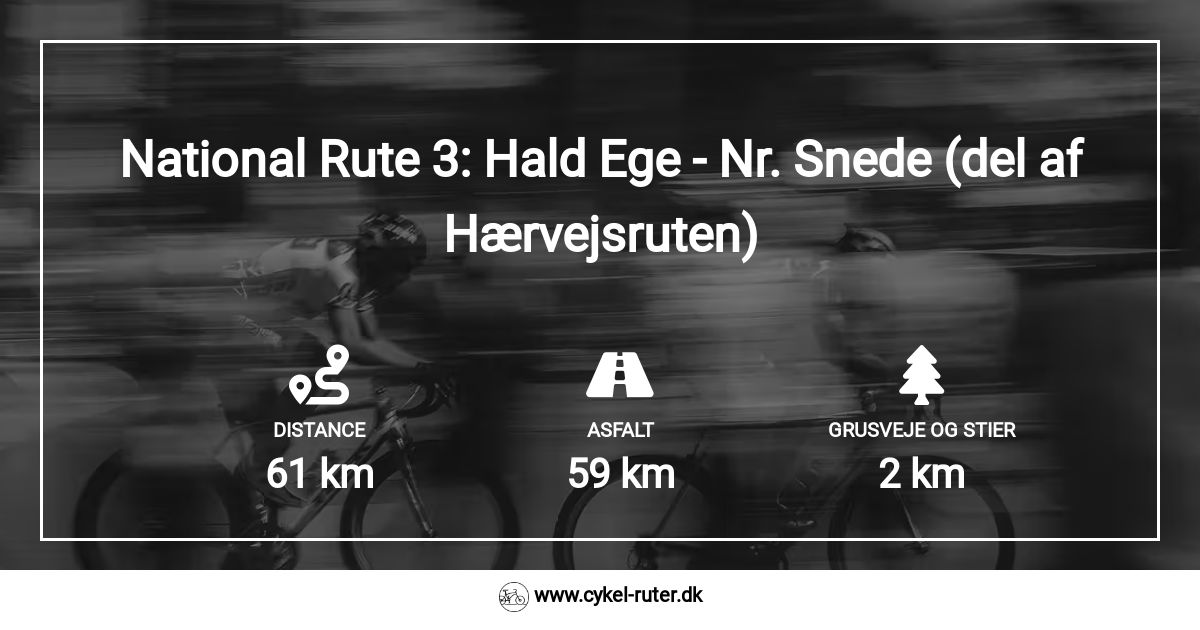 National Rute 3: Hald Ege - Nr. Snede (del af
Hærvejsruten)
DISTANCE
61 km
ASFALT
59 km
GRUSVEJE OG STIER
2 km
www.cykel-ruter.dk